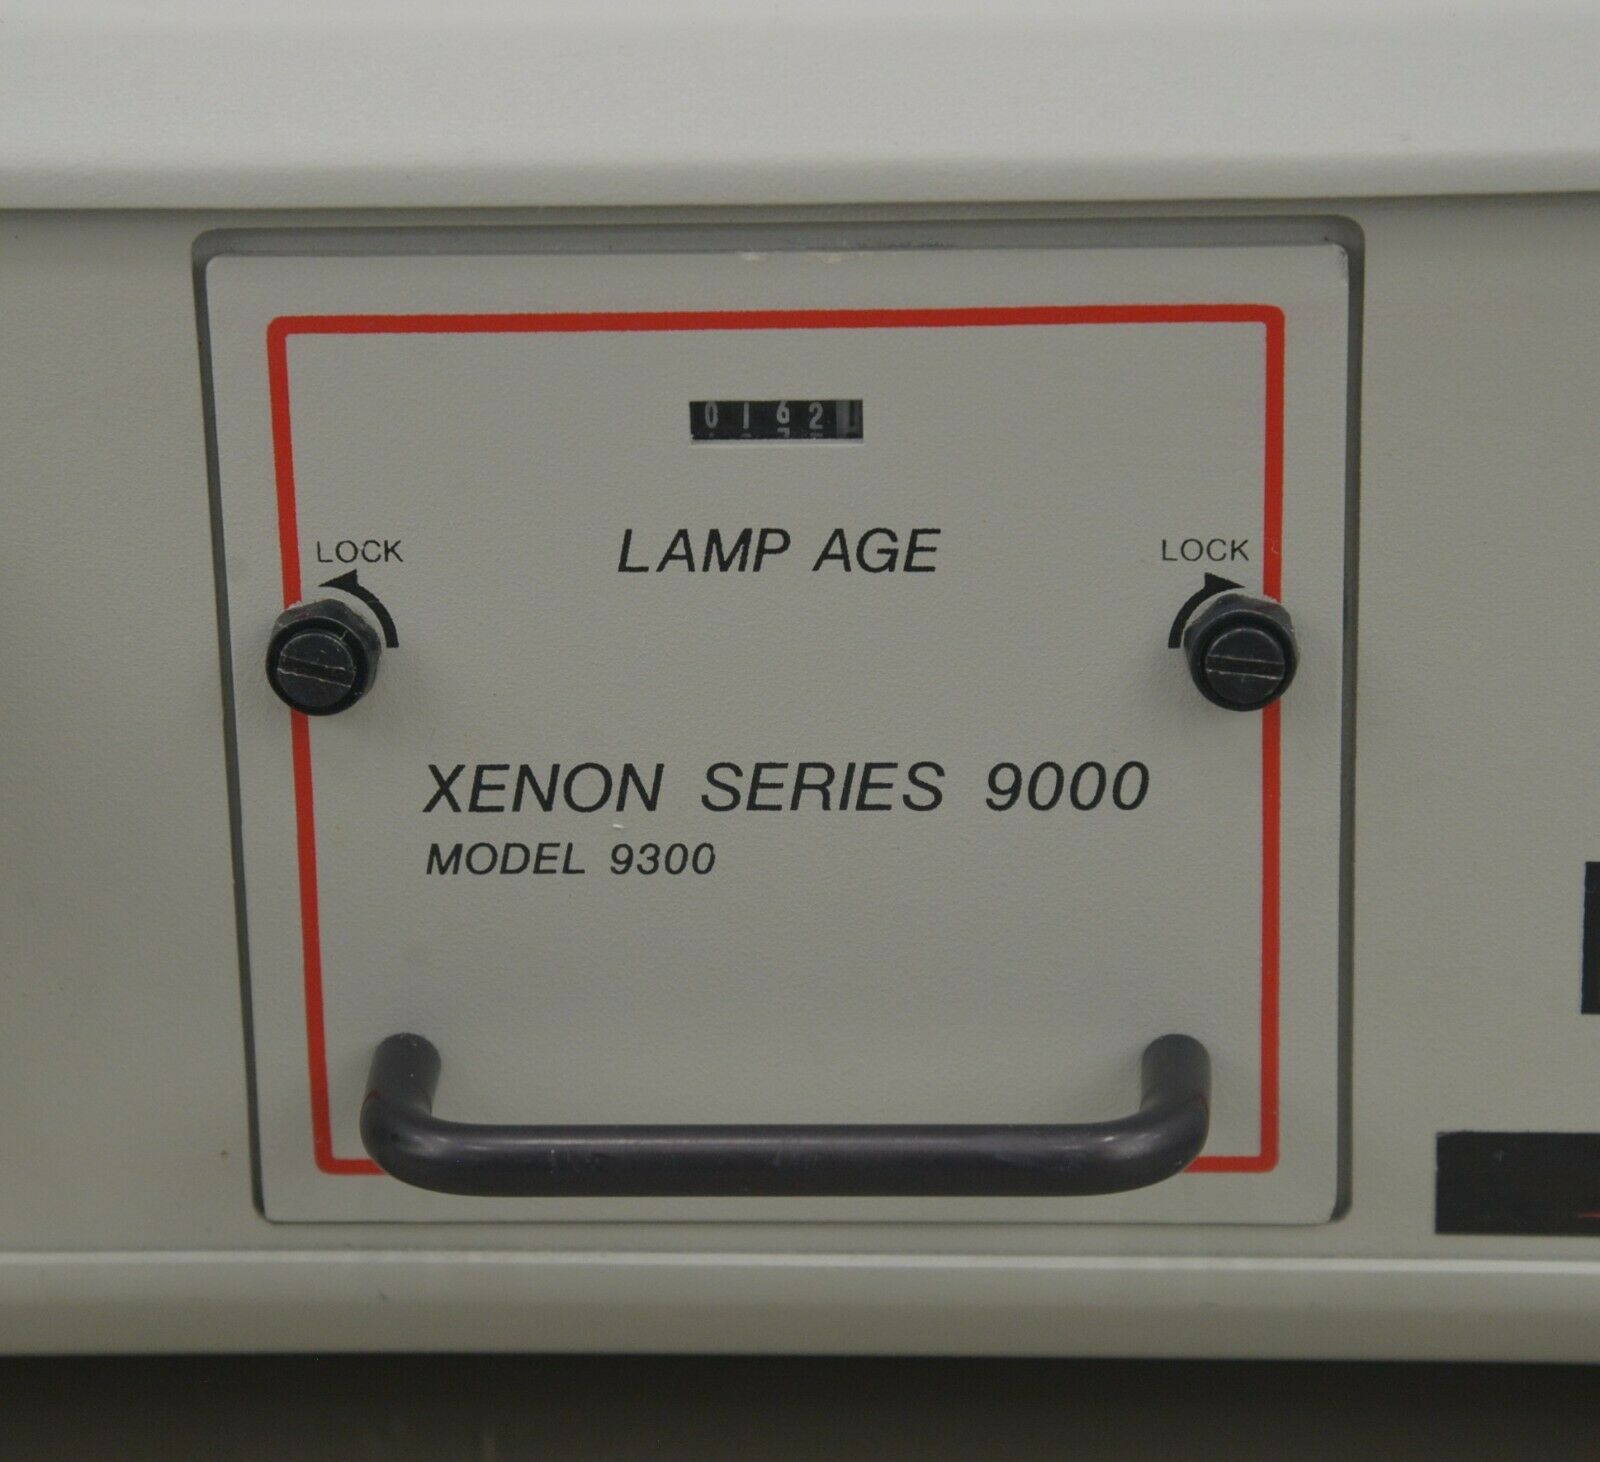 0162
LAMP AGE
LOCK
LOCK
XENON SERIES 9000
MODEL 9300